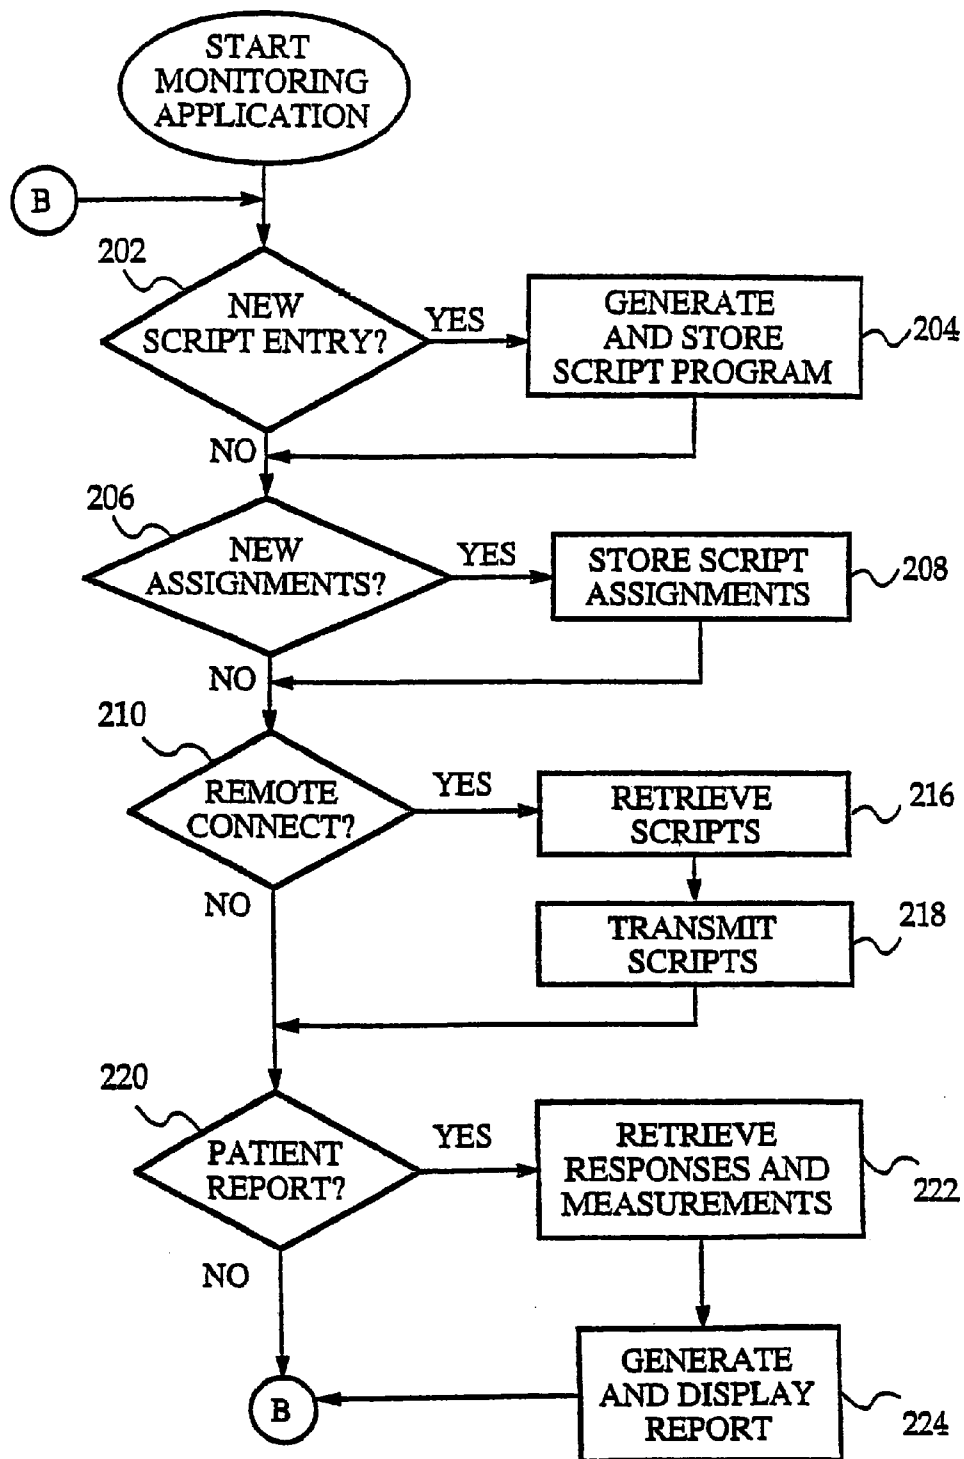 START
MONITORING
APPLICATION
B
202
NEW
SCRIPT ENTRY?
YES
GENERATE
AND STORE
SCRIPT PROGRAM
204
NO
206
NEW
ASSIGNMENTS?
YES
STORE SCRIPT
ASSIGNMENTS
208
NO
210
REMOTE
CONNECT?
YES
RETRIEVE
SCRIPTS
216
NO
TRANSMIT
SCRIPTS
218
220
PATIENT
REPORT?
YES
RETRIEVE
RESPONSES AND
MEASUREMENTS
222
NO
GENERATE
AND DISPLAY
REPORT
224
B